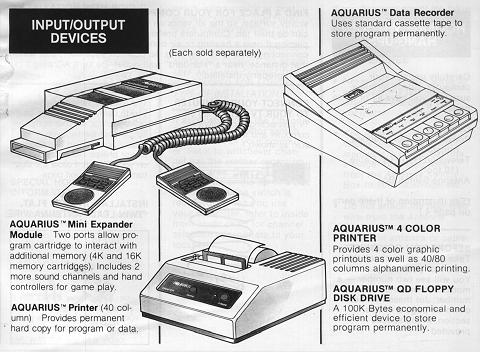 INPUT/OUTPUT
DEVICES
(Each sold separately)
AQUARIUS™ Mini Expander
Module Two ports allow pro-
gram cartridge to interact with
additional memory (4K and 16K
memory cartridges). Includes 2
more sound channels and hand
controllers for game play.
AQUARIUS™ Printer (40 col-
umn) Provides permanent
hard copy for program or data.
AQUARIUS™ Data Recorder
Uses standard cassette tape to
store program permanently.
AQUARIUS™ 4 COLOR
PRINTER
Provides 4 color graphic
printouts as well as 40/80
columns alphanumeric printing.
AQUARIUS™ QD FLOPPY
DISK DRIVE
A 100K Bytes economical and
efficient device to store
program permanently.